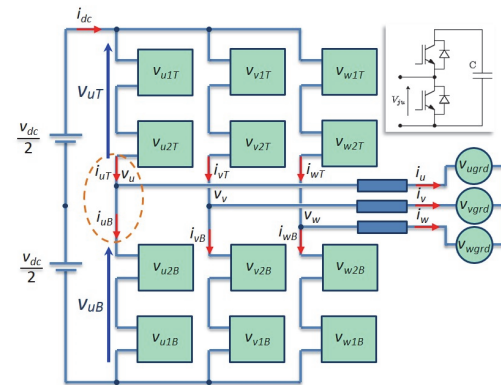 i_dc
v_uT
v_u1T
v_v1T
v_w1T
C
v_dc/2
v_u2T
v_v2T
v_w2T
i_uT
v_u
i_vT
i_wT
i_u
v_ugrd
v_v
i_v
v_vgrd
i_uB
i_vB
v_w
i_wB
i_w
v_wgrd
v_dc/2
v_uB
v_u2B
v_v2B
v_w2B
v_u1B
v_v1B
v_w1B